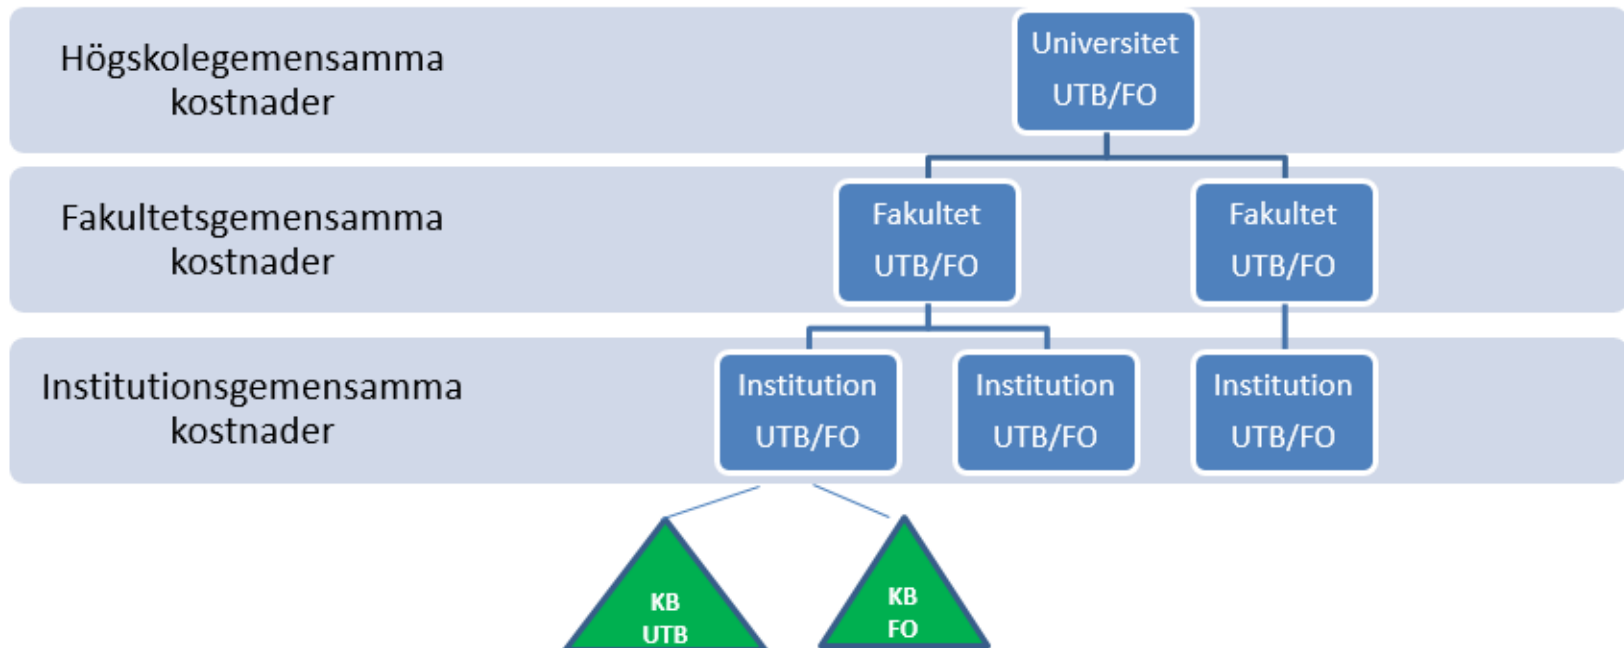 Högskolegemensamma
kostnader
Universitet
UTB/FO
Fakultetsgemensamma
kostnader
Fakultet
UTB/FO
Fakultet
UTB/FO
Institutionsgemensamma
kostnader
Institution
UTB/FO
Institution
UTB/FO
Institution
UTB/FO
KB
UTB
KB
FO